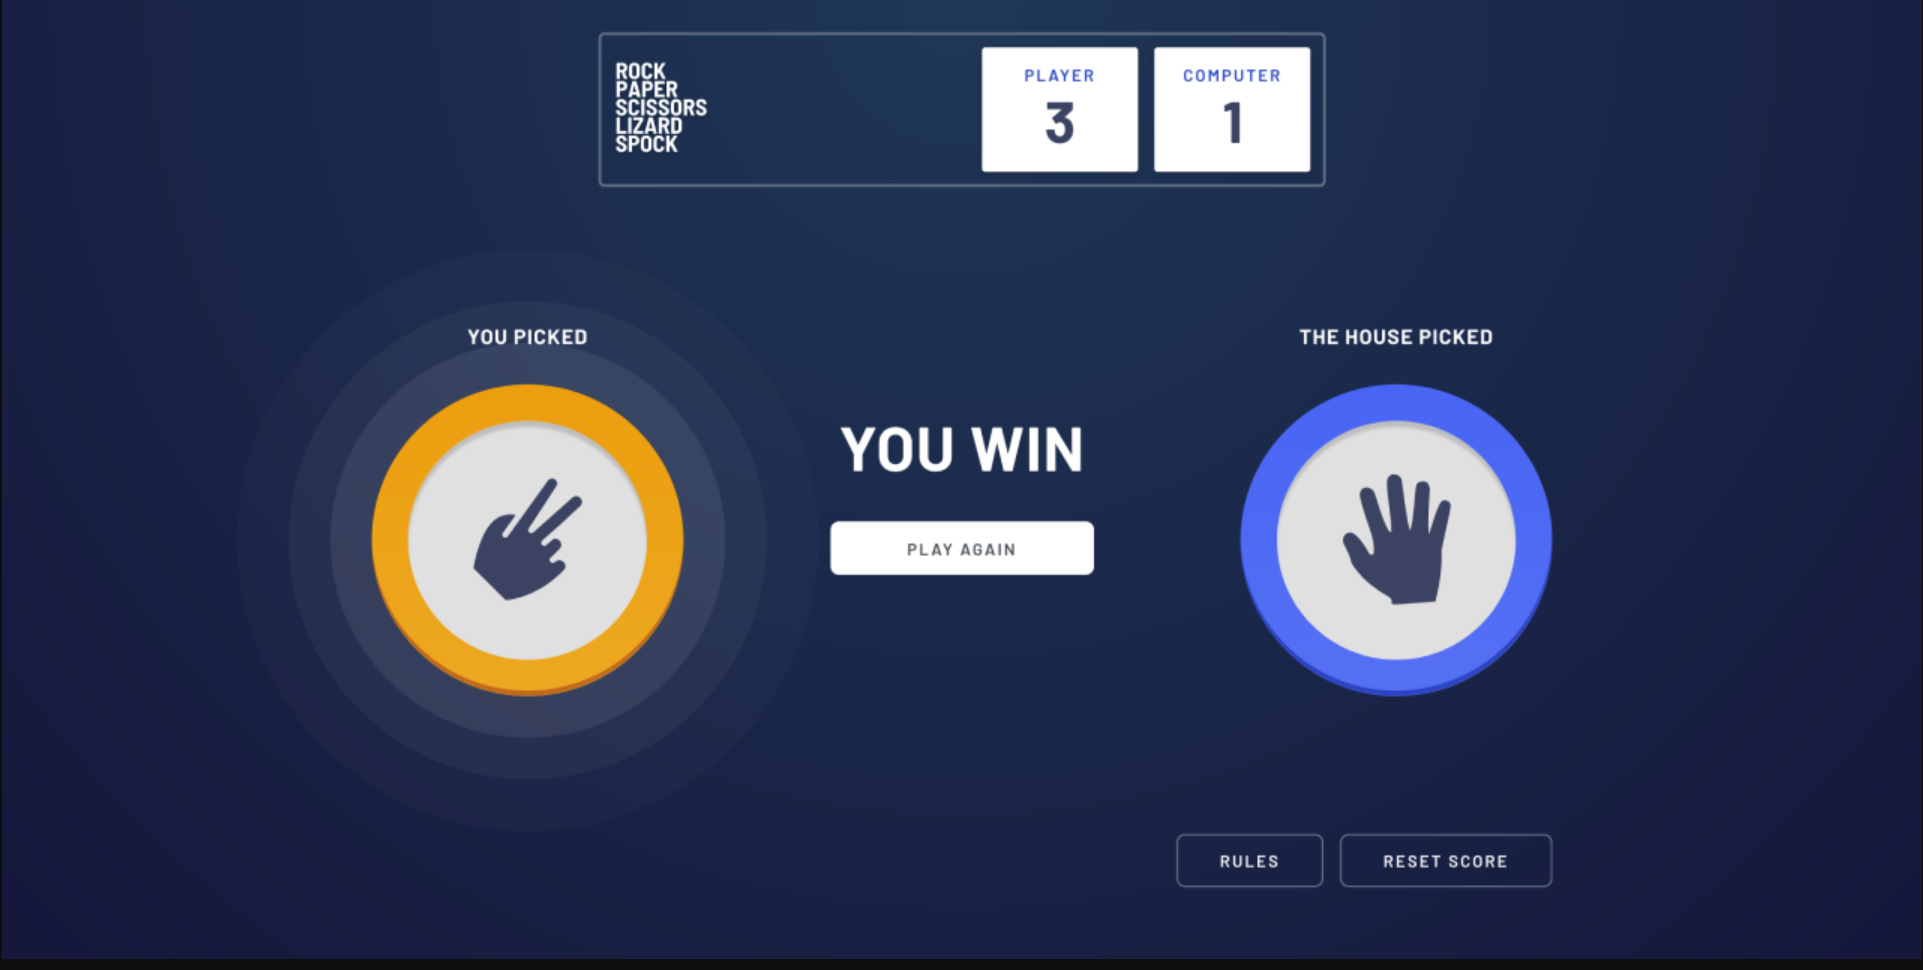 ROCK
PAPER
SCISSORS
LIZARD
SPOCK
PLAYER
3
COMPUTER
1
YOU PICKED
THE HOUSE PICKED
YOU WIN
PLAY AGAIN
RULES
RESET SCORE